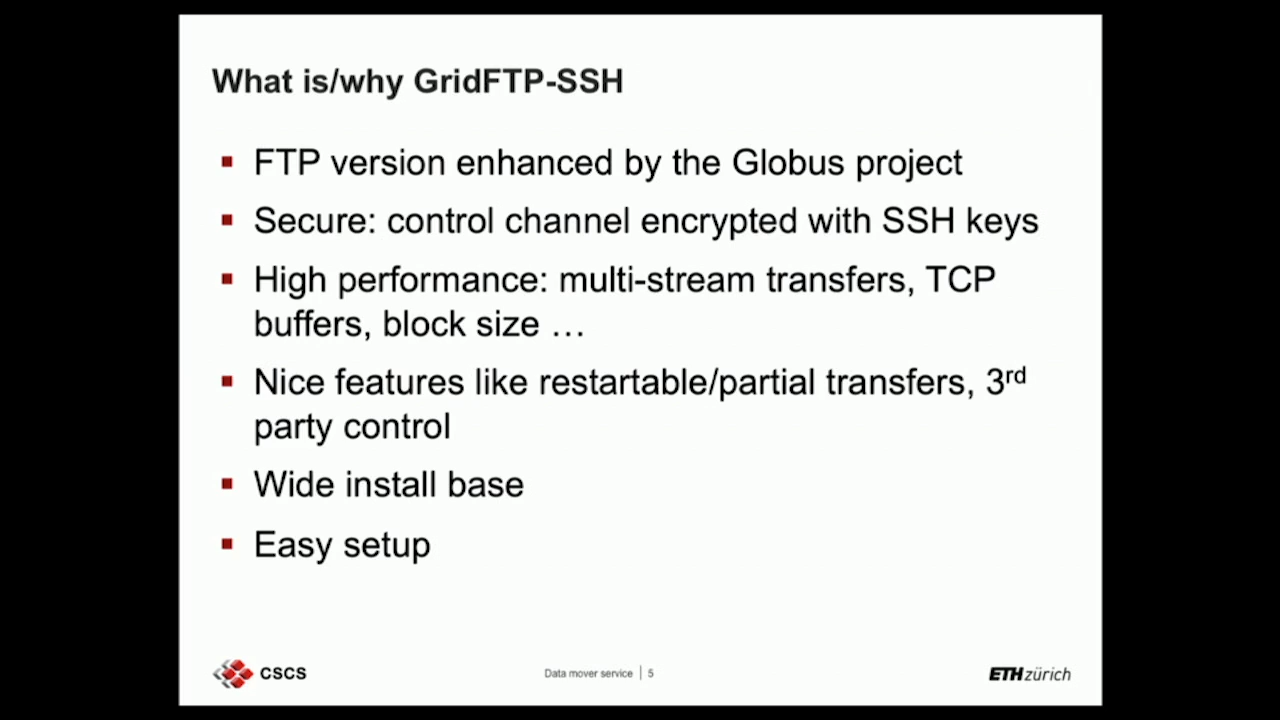 What is/why GridFTP-SSH
▪ FTP version enhanced by the Globus project
▪ Secure: control channel encrypted with SSH keys
▪ High performance: multi-stream transfers, TCP
buffers, block size …
▪ Nice features like restartable/partial transfers, 3rd
party control
▪ Wide install base
▪ Easy setup
CSCS
Data mover service | 5
ETHzürich